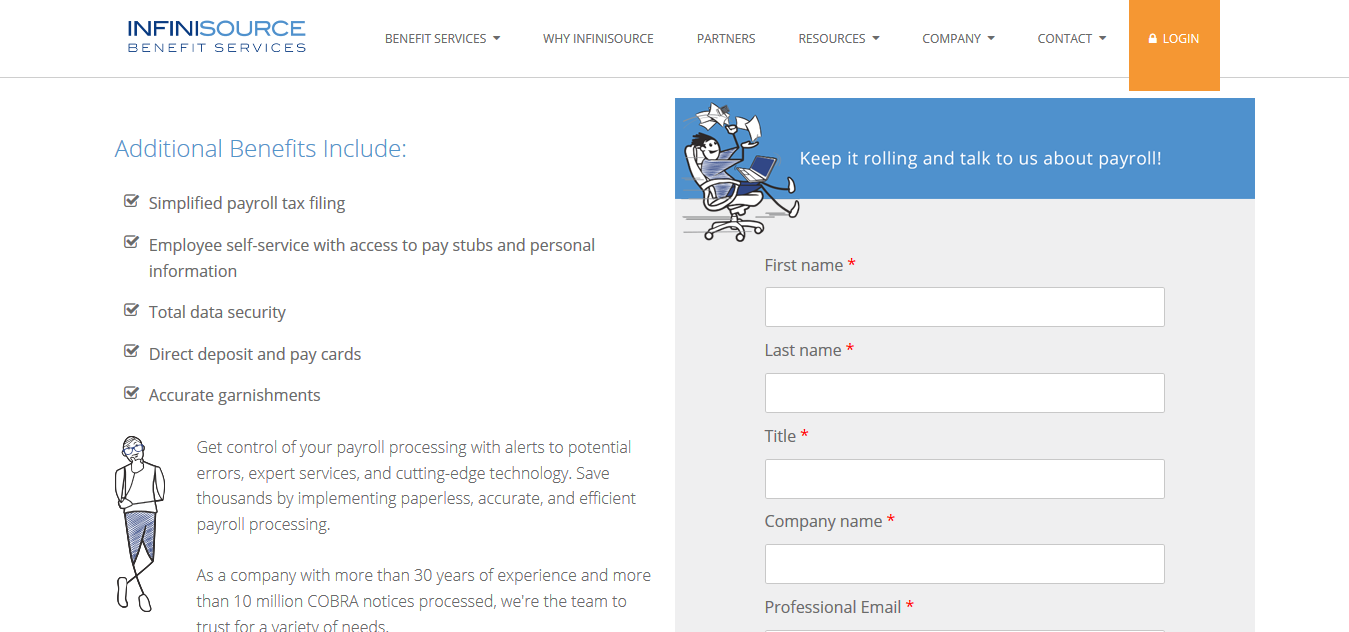 INFINISOURCE
BENEFIT SERVICES
BENEFIT SERVICES
WHY INFINISOURCE
PARTNERS
RESOURCES
COMPANY
CONTACT
LOGIN
Additional Benefits Include:
Simplified payroll tax filing
Employee self-service with access to pay stubs and personal
information
Total data security
Direct deposit and pay cards
Accurate garnishments
Get control of your payroll processing with alerts to potential
errors, expert services, and cutting-edge technology. Save
thousands by implementing paperless, accurate, and efficient
payroll processing.
As a company with more than 30 years of experience and more
than 10 million COBRA notices processed, we're the team to
trust for a variety of needs.
Keep it rolling and talk to us about payroll!
First name *
Last name *
Title *
Company name *
Professional Email *